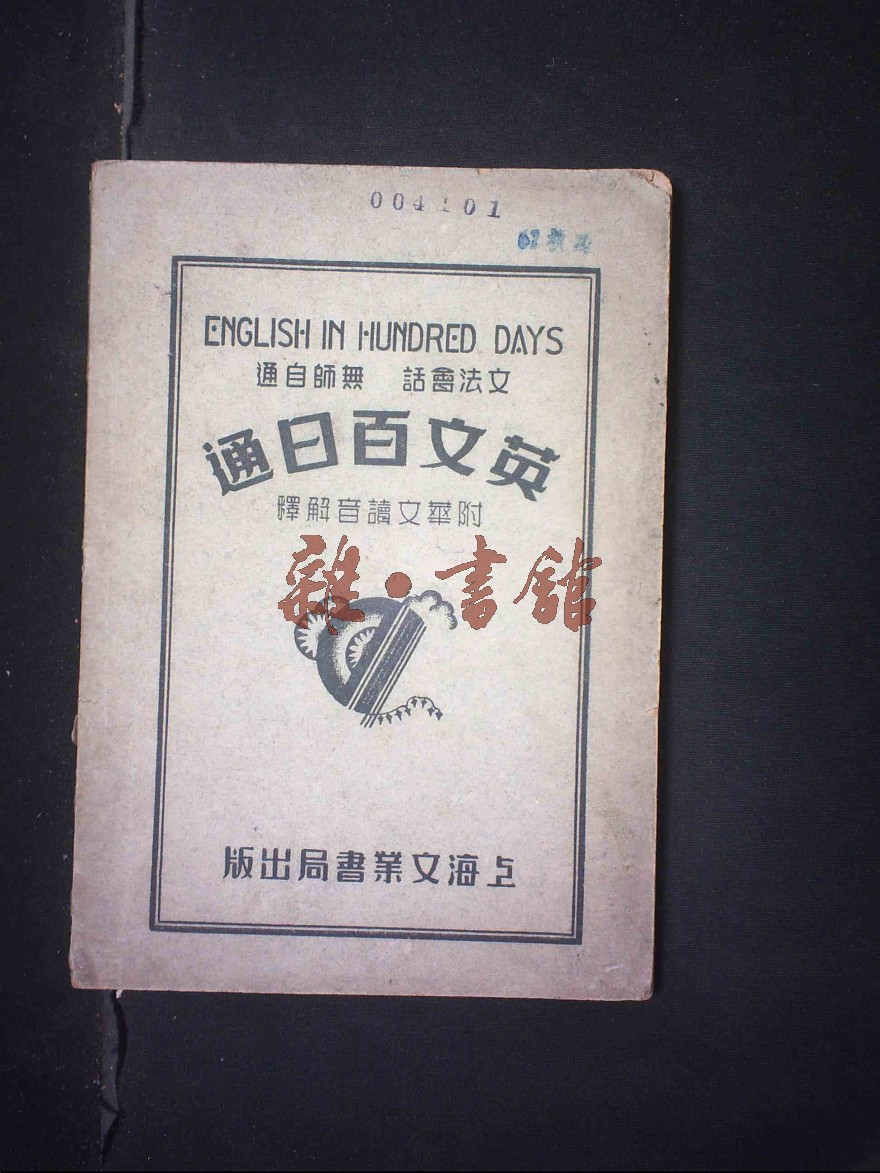 004101
ENGLISH IN HUNDRED DAYS
文法會話 無師自通
英文百日通
附華文讀音解釋
雜·書館
上海文業書局出版